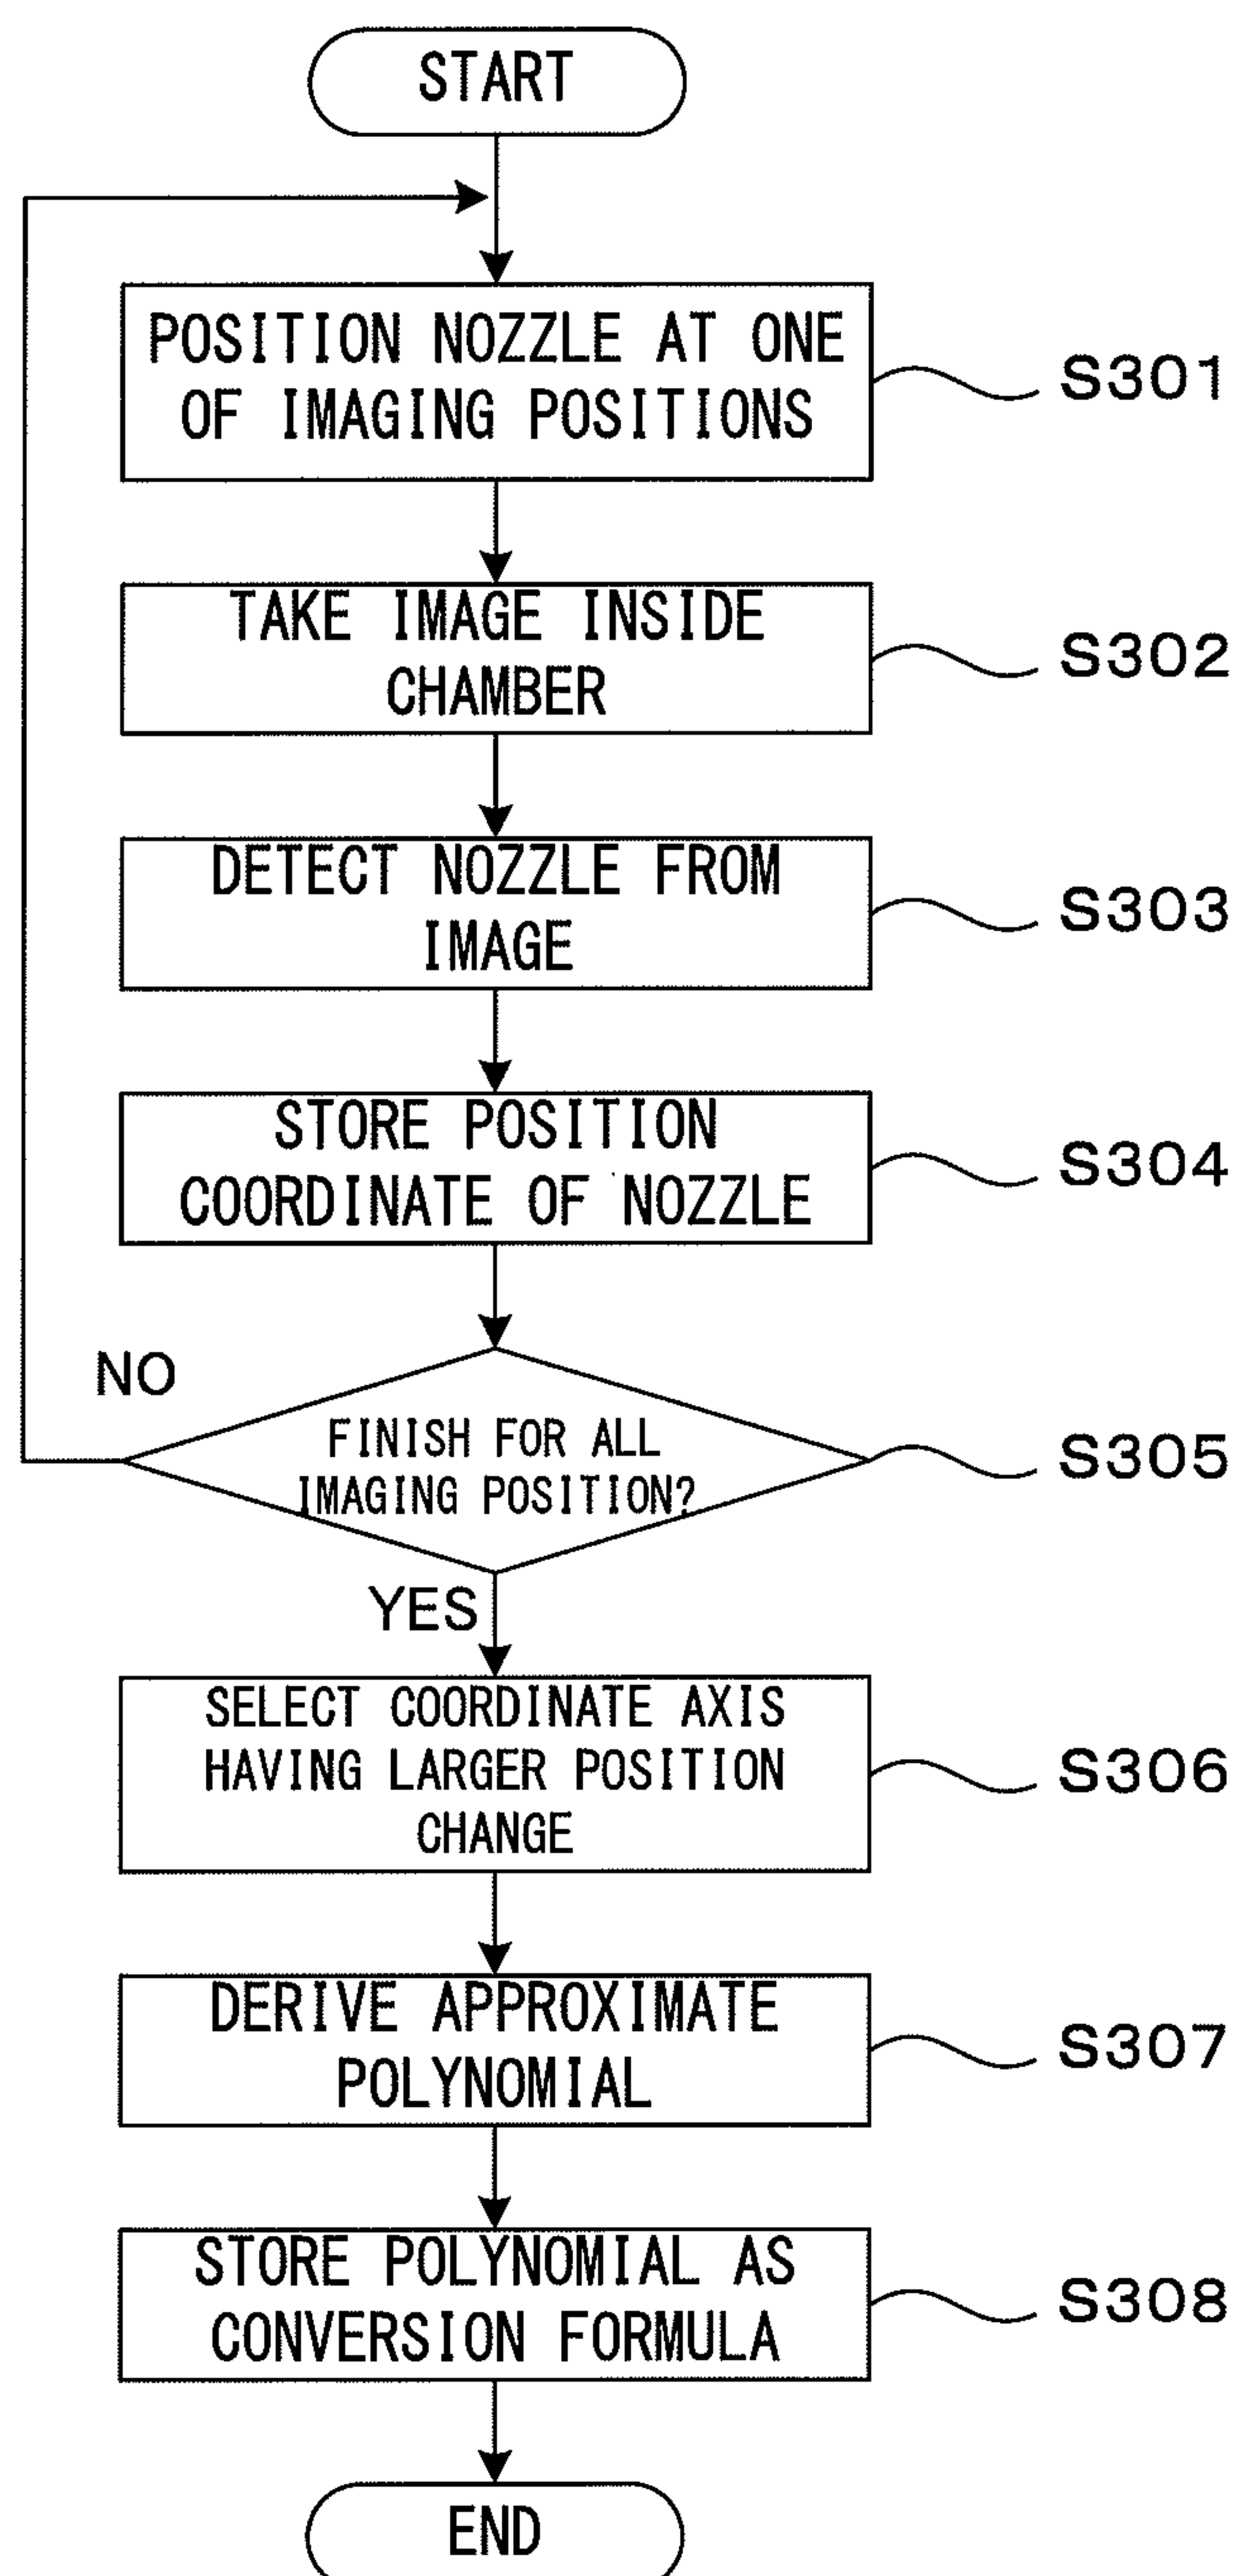 START
POSITION NOZZLE AT ONE
OF IMAGING POSITIONS
S301
TAKE IMAGE INSIDE
CHAMBER
S302
DETECT NOZZLE FROM
IMAGE
S303
STORE POSITION
COORDINATE OF NOZZLE
S304
NO
FINISH FOR ALL
IMAGING POSITION?
S305
YES
SELECT COORDINATE AXIS
HAVING LARGER POSITION
CHANGE
S306
DERIVE APPROXIMATE
POLYNOMIAL
S307
STORE POLYNOMIAL AS
CONVERSION FORMULA
S308
END